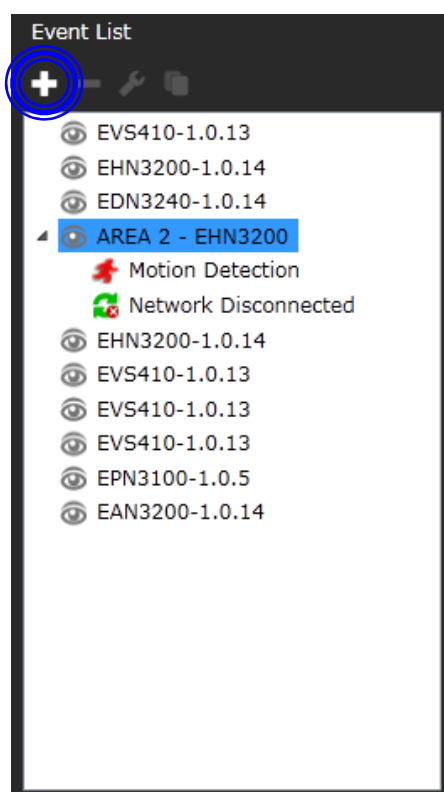 Event List
EVS410-1.0.13
EHN3200-1.0.14
EDN3240-1.0.14
AREA 2 - EHN3200
Motion Detection
Network Disconnected
EHN3200-1.0.14
EVS410-1.0.13
EVS410-1.0.13
EVS410-1.0.13
EPN3100-1.0.5
EAN3200-1.0.14